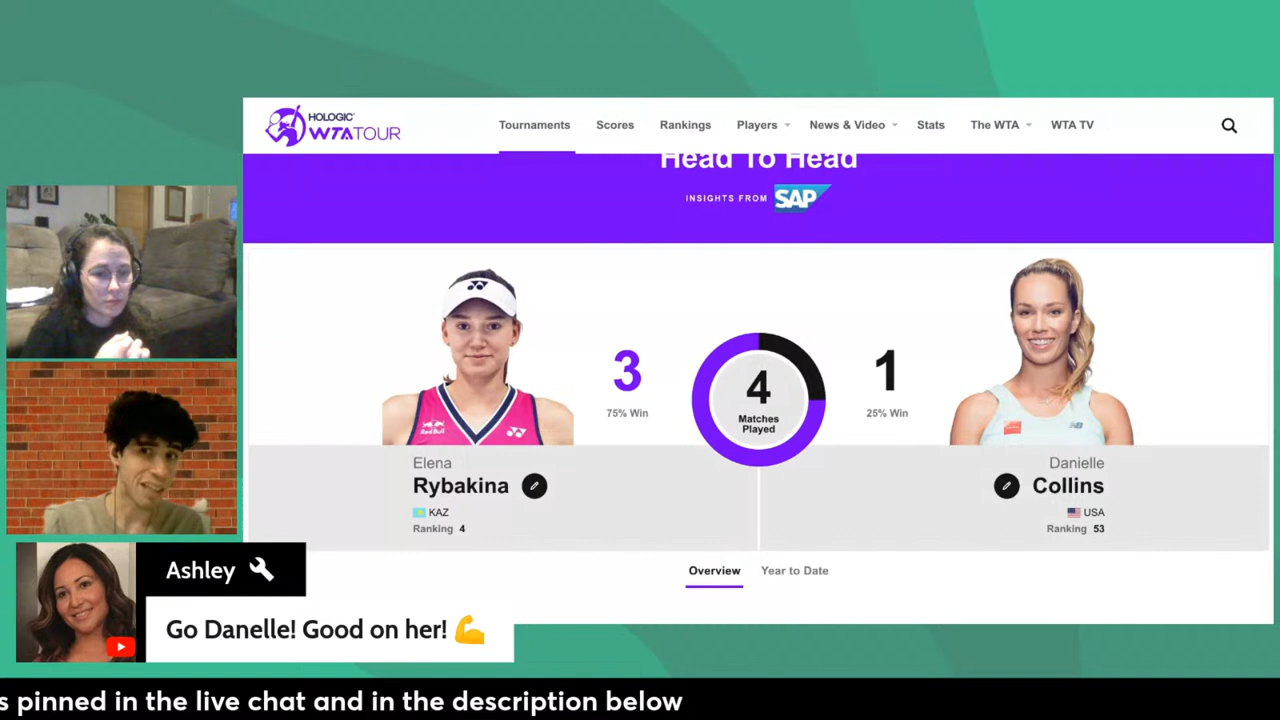 HOLOGIC
WTATOUR
Tournaments
Scores
Rankings
Players
News & Video
Stats
The WTA
WTA TV
Head To Head
INSIGHTS FROM SAP
Red Bull
3
75% Win
4
Matches
Played
1
25% Win
Elena
Rybakina
KAZ
Ranking 4
Danielle
Collins
USA
Ranking 53
Overview
Year to Date
Ashley
Go Danelle! Good on her! 💪
s pinned in the live chat and in the description below